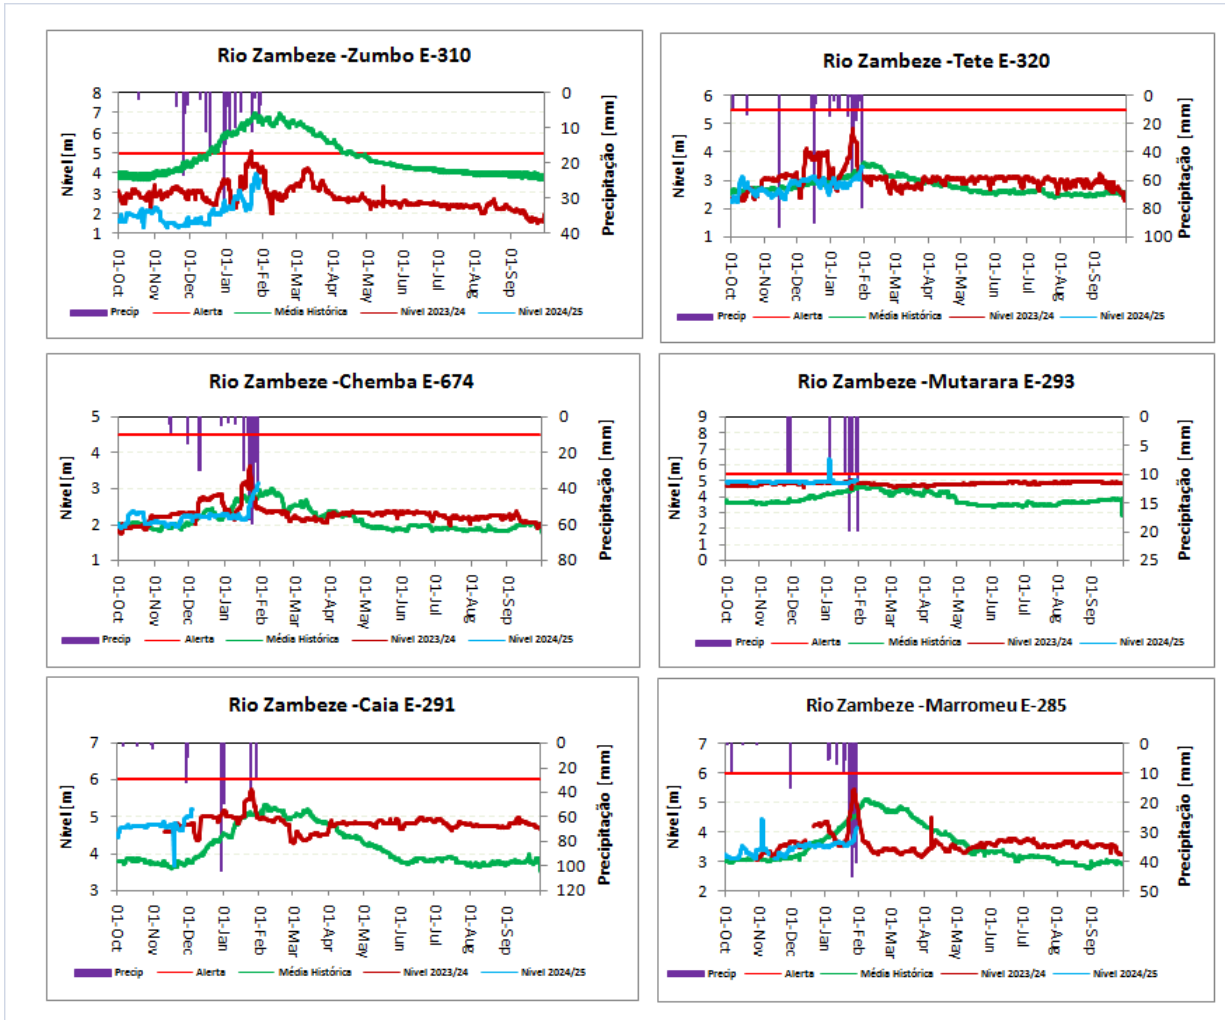 Rio Zambeze -Zumbo E-310
Nível [m]
8
7
6
5
4
3
2
1
0
10
20
30
40
Precipitação [mm]
01-Oct
01-Nov
01-Dec
01-Jan
01-Feb
01-Mar
01-Apr
01-May
01-Jun
01-Jul
01-Aug
01-Sep
Precip Alerta Média Histórica Nivel 2023/24 Nível 2024/25
Rio Zambeze -Tete E-320
Nível [m]
6
5
4
3
2
1
0
20
40
60
80
100
Precipitação [mm]
01-Oct
01-Nov
01-Dec
01-Jan
01-Feb
01-Mar
01-Apr
01-May
01-Jun
01-Jul
01-Aug
01-Sep
Precip Alerta Média Histórica Nivel 2023/24 Nível 2024/25
Rio Zambeze -Chemba E-674
Nível [m]
5
4
3
2
1
0
20
40
60
80
Precipitação [mm]
01-Oct
01-Nov
01-Dec
01-Jan
01-Feb
01-Mar
01-Apr
01-May
01-Jun
01-Jul
01-Aug
01-Sep
Precip Alerta Média Histórica Nivel 2023/24 Nível 2024/25
Rio Zambeze -Mutarara E-293
Nível [m]
9
8
7
6
5
4
3
2
1
0
0
5
10
15
20
25
Precipitação [mm]
01-Oct
01-Nov
01-Dec
01-Jan
01-Feb
01-Mar
01-Apr
01-May
01-Jun
01-Jul
01-Aug
01-Sep
Precip Alerta Média Histórica Nivel 2023/24 Nível 2024/25
Rio Zambeze -Caia E-291
Nível [m]
7
6
5
4
3
0
20
40
60
80
100
120
Precipitação [mm]
01-Oct
01-Nov
01-Dec
01-Jan
01-Feb
01-Mar
01-Apr
01-May
01-Jun
01-Jul
01-Aug
01-Sep
Precip Alerta Média Histórica Nivel 2023/24 Nível 2024/25
Rio Zambeze -Marromeu E-285
Nível [m]
7
6
5
4
3
2
0
10
20
30
40
50
Precipitação [mm]
01-Oct
01-Nov
01-Dec
01-Jan
01-Feb
01-Mar
01-Apr
01-May
01-Jun
01-Jul
01-Aug
01-Sep
Precip Alerta Média Histórica Nivel 2023/24 Nível 2024/25